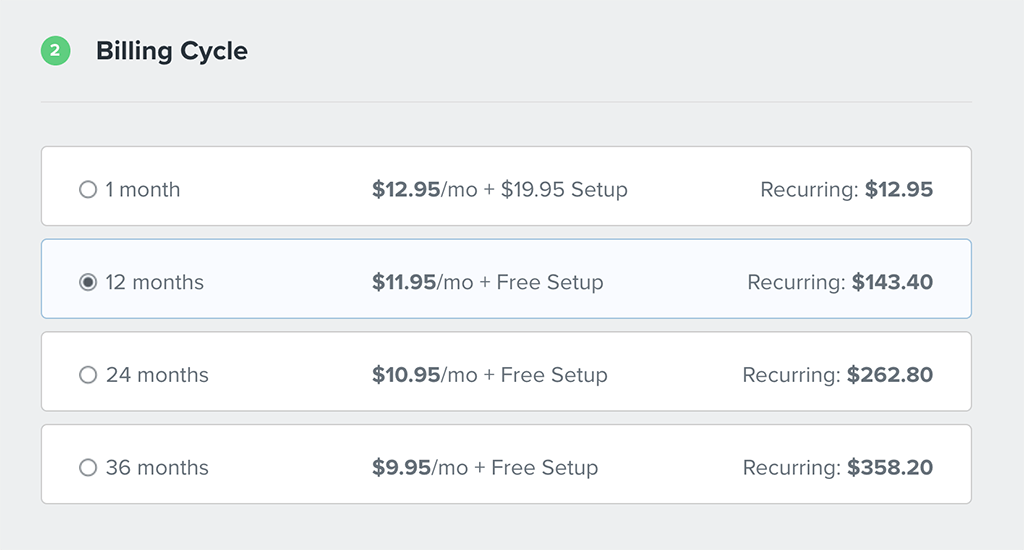 2 Billing Cycle
1 month $12.95/mo + $19.95 Setup Recurring: $12.95
12 months $11.95/mo + Free Setup Recurring: $143.40
24 months $10.95/mo + Free Setup Recurring: $262.80
36 months $9.95/mo + Free Setup Recurring: $358.20